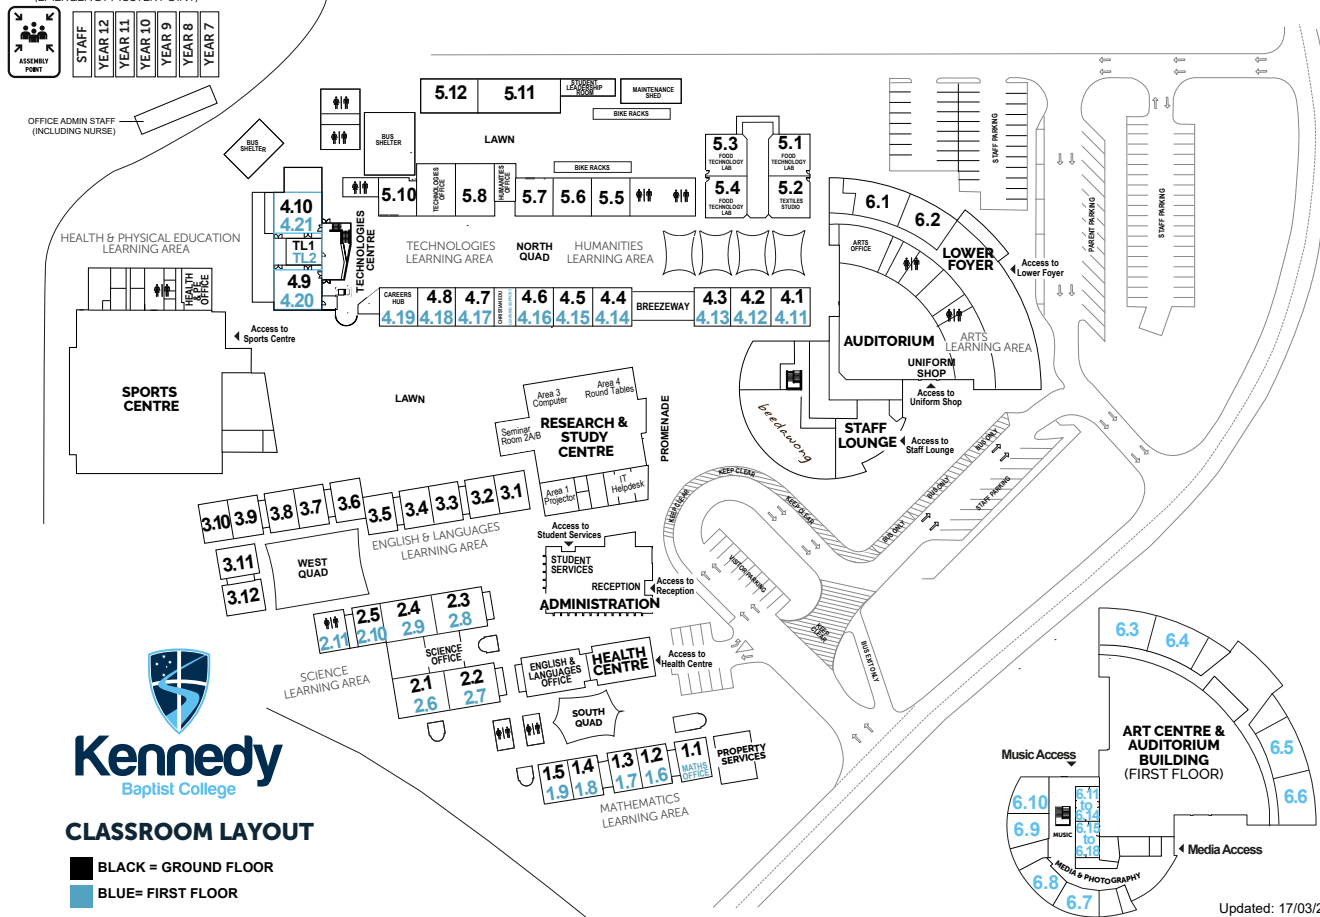 ASSEMBLY
POINT
STAFF
YEAR 12
YEAR 11
YEAR 10
YEAR 9
YEAR 8
YEAR 7
OFFICE ADMIN STAFF
(INCLUDING NURSE)
BUS
SHELTER
BUS
SHELTER
5.12
5.11
STUDENT
LEADERSHIP
ROOM
MAINTENANCE
SHED
BIKE RACKS
LAWN
BIKE RACKS
5.10
TECHNOLOGIES
OFFICE
5.8
HUMANITIES
OFFICE
5.7
5.6
5.5
5.3
FOOD
TECHNOLOGY
LAB
5.1
FOOD
TECHNOLOGY
LAB
5.4
FOOD
TECHNOLOGY
LAB
5.2
TEXTILES
STUDIO
STAFF PARKING
PARENT PARKING
STAFF PARKING
4.10
4.21
TL1
TL2
4.9
4.20
TECHNOLOGIES
CENTRE
HEALTH & PHYSICAL EDUCATION
LEARNING AREA
TECHNOLOGIES
LEARNING AREA
NORTH
QUAD
HUMANITIES
LEARNING AREA
6.1
6.2
ARTS
OFFICE
LOWER
FOYER
Access to
Lower Foyer
HEALTH
& PE
OFFICE
Access to
Sports Centre
SPORTS
CENTRE
CAREERS
HUB
4.19
4.8
4.18
4.7
4.17
CHRISTIAN EDU
4.6
4.16
4.5
4.15
4.4
4.14
BREEZEWAY
4.3
4.13
4.2
4.12
4.1
4.11
AUDITORIUM
ARTS
LEARNING AREA
UNIFORM
SHOP
Access to
Uniform Shop
beedawong
STAFF
LOUNGE
Access to
Staff Lounge
LAWN
Area 3
Computer
Area 4
Round Tables
Seminar
Room 2A/B
RESEARCH &
STUDY
CENTRE
Area 1
Projector
IT
Helpdesk
PROMENADE
KEEP CLEAR
KEEP CLEAR
KEEP CLEAR
BUS ONLY
BUS ONLY
BUS ONLY
STAFF PARKING
VISITOR PARKING
KEEP
CLEAR
BUS EXIT ONLY
3.10
3.9
3.8
3.7
3.6
3.5
3.4
3.3
3.2
3.1
3.11
3.12
WEST
QUAD
ENGLISH & LANGUAGES
LEARNING AREA
Access to
Student Services
STUDENT
SERVICES
RECEPTION
Access to
Reception
ADMINISTRATION
2.11
2.5
2.10
2.4
2.9
2.3
2.8
SCIENCE
OFFICE
2.1
2.6
2.2
2.7
SCIENCE
LEARNING AREA
ENGLISH &
LANGUAGES
OFFICE
HEALTH
CENTRE
Access to
Health Centre
SOUTH
QUAD
1.5
1.9
1.4
1.8
1.3
1.7
1.2
1.6
1.1
MATHS
OFFICE
PROPERTY
SERVICES
MATHEMATICS
LEARNING AREA
6.3
6.4
6.5
6.6
ART CENTRE &
AUDITORIUM
BUILDING
(FIRST FLOOR)
Music Access
6.10
6.9
6.11
to
6.14
6.15
to
6.18
MUSIC
MEDIA & PHOTOGRAPHY
6.8
6.7
Media Access
Kennedy
Baptist College
CLASSROOM LAYOUT
BLACK = GROUND FLOOR
BLUE= FIRST FLOOR
Updated: 17/03/2